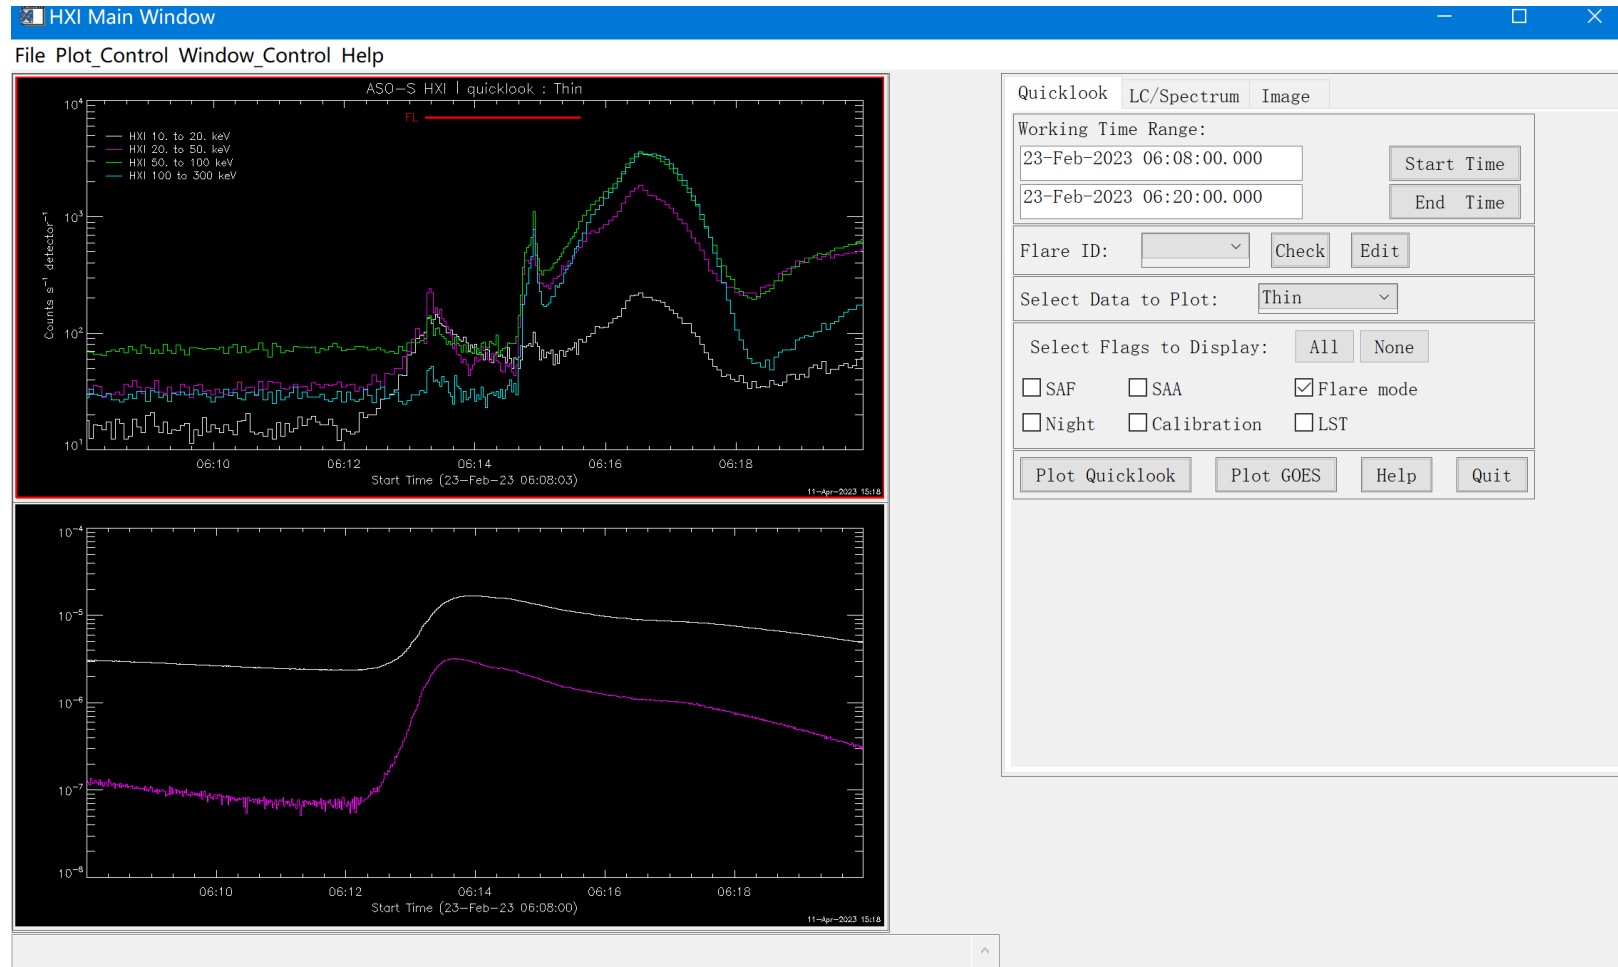 HXI Main Window
File Plot_Control Window_Control Help
ASO-S HXI | quicklook : Thin
10⁴
FL
HXI 10. to 20. keV
HXI 20. to 50. keV
HXI 50. to 100 keV
HXI 100 to 300 keV
10³
10²
10¹
Counts s⁻¹ detector⁻¹
06:10 06:12 06:14 06:16 06:18
Start Time (23-Feb-23 06:08:03)
11-Apr-2023 15:18
10⁻⁴
10⁻⁵
10⁻⁶
10⁻⁷
10⁻⁸
06:10 06:12 06:14 06:16 06:18
Start Time (23-Feb-23 06:08:00)
11-Apr-2023 15:18
Quicklook LC/Spectrum Image
Working Time Range:
23-Feb-2023 06:08:00.000 Start Time
23-Feb-2023 06:20:00.000 End Time
Flare ID: Check Edit
Select Data to Plot: Thin
Select Flags to Display: All None
SAF SAA Flare mode
Night Calibration LST
Plot Quicklook Plot GOES Help Quit